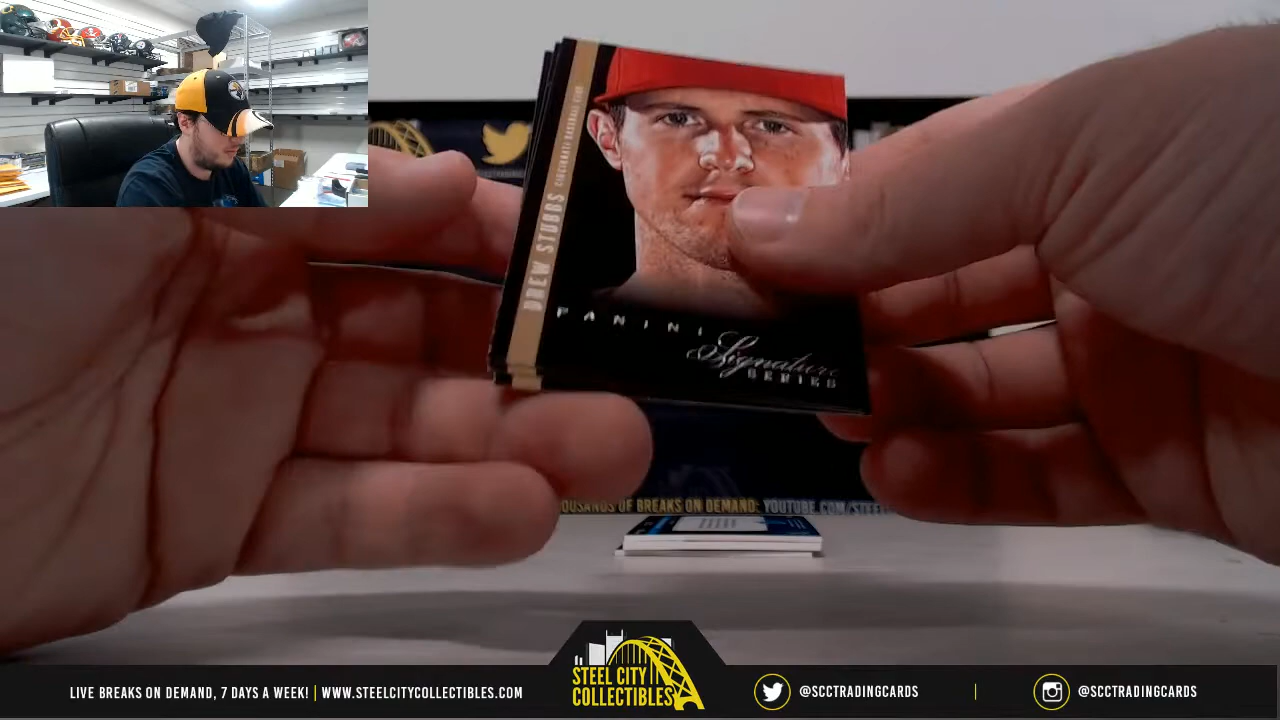 DREW STUBBS CINCINNATI BASEBALL CLUB
PANINI
Signature
SERIES
OUSANDS OF BREAKS ON DEMAND: YOUTUBE.COM/STEEL
LIVE BREAKS ON DEMAND, 7 DAYS A WEEK! | WWW.STEELCITYCOLLECTIBLES.COM
STEEL CITY
COLLECTIBLES
@SCCTRADINGCARDS | @SCCTRADINGCARDS